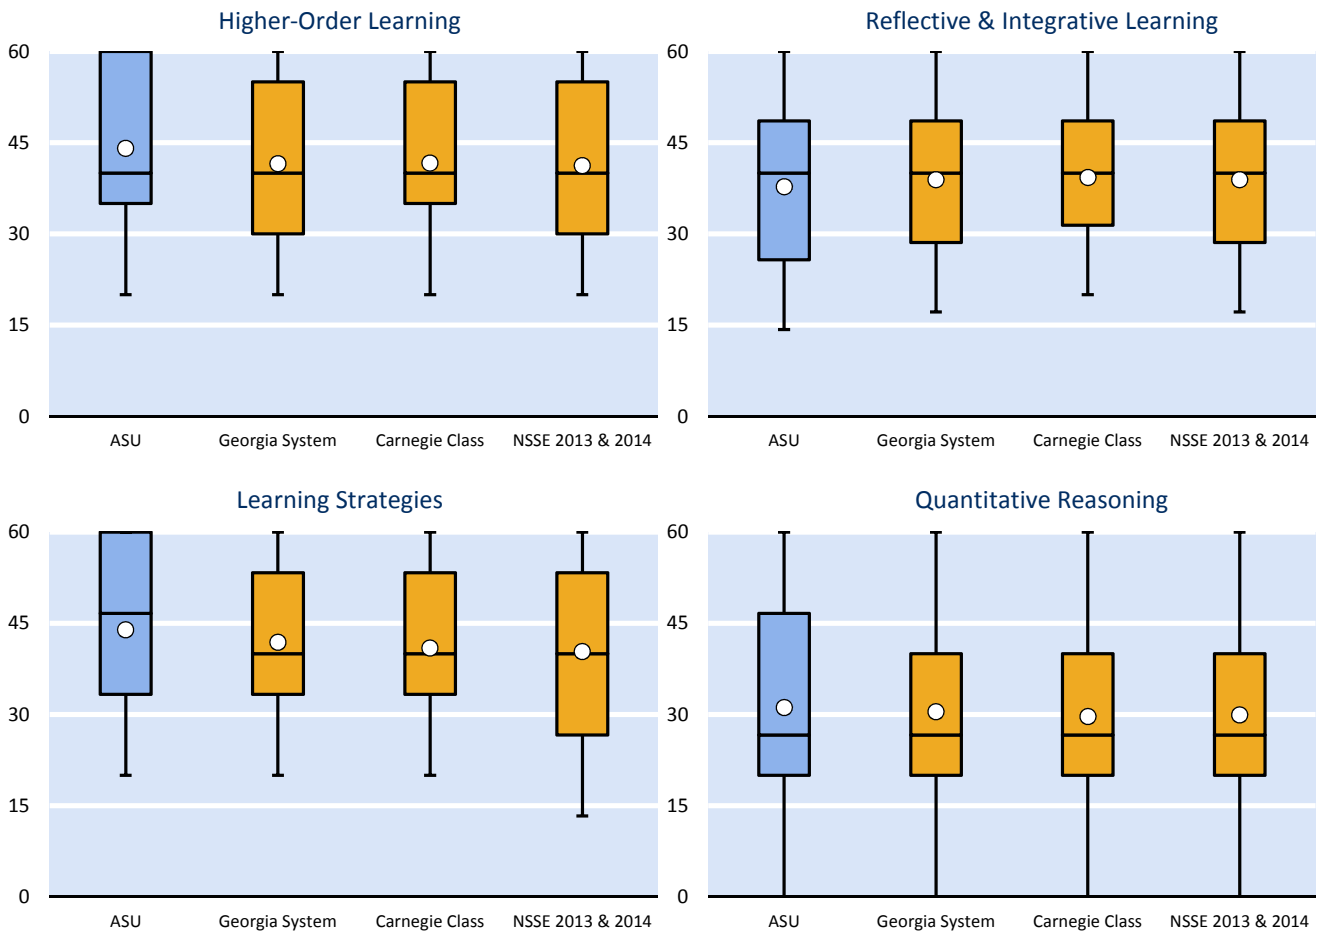 Higher-Order Learning
60
45
30
15
0
ASU Georgia System Carnegie Class NSSE 2013 & 2014
Reflective & Integrative Learning
60
45
30
15
0
ASU Georgia System Carnegie Class NSSE 2013 & 2014
Learning Strategies
60
45
30
15
0
ASU Georgia System Carnegie Class NSSE 2013 & 2014
Quantitative Reasoning
60
45
30
15
0
ASU Georgia System Carnegie Class NSSE 2013 & 2014